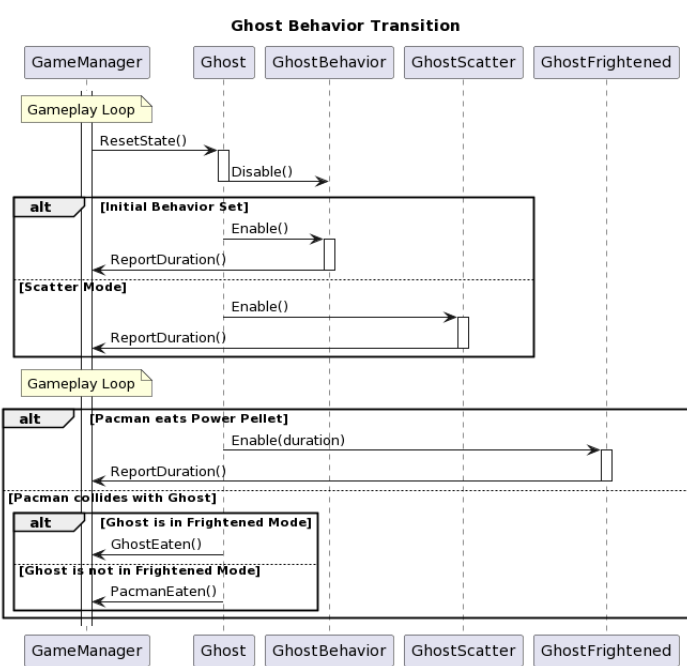 Ghost Behavior Transition
GameManager Ghost GhostBehavior GhostScatter GhostFrightened
Gameplay Loop
ResetState()
Disable()
alt [Initial Behavior Set]
Enable()
ReportDuration()
[Scatter Mode]
Enable()
ReportDuration()
Gameplay Loop
alt [Pacman eats Power Pellet]
Enable(duration)
ReportDuration()
[Pacman collides with Ghost]
alt [Ghost is in Frightened Mode]
GhostEaten()
[Ghost is not in Frightened Mode]
PacmanEaten()
GameManager Ghost GhostBehavior GhostScatter GhostFrightened